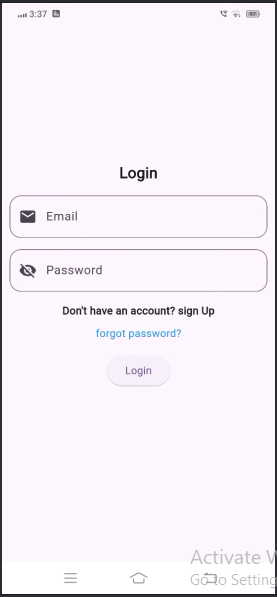 3:37
Login
Email
Password
Don't have an account? sign Up
forgot password?
Login
Activate W
Go to Setting